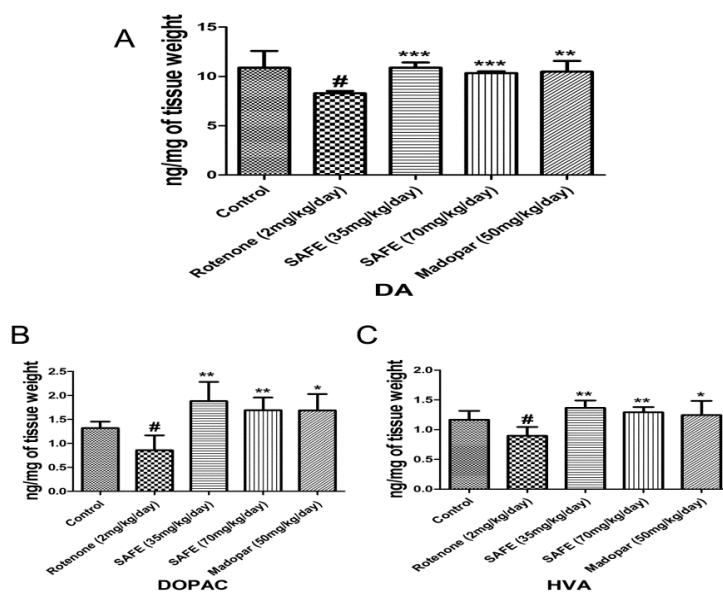 A
ng/mg of tissue weight
15
10
5
0
#
***
***
**
Control
Rotenone (2mg/kg/day)
SAFE (35mg/kg/day)
SAFE (70mg/kg/day)
Madopar (50mg/kg/day)
DA
B
ng/mg of tissue weight
2.5
2.0
1.5
1.0
0.5
0.0
#
**
**
*
Control
Rotenone (2mg/kg/day)
SAFE (35mg/kg/day)
SAFE (70mg/kg/day)
Madopar (50mg/kg/day)
DOPAC
C
ng/mg of tissue weight
2.0
1.5
1.0
0.5
0.0
#
**
**
*
Control
Rotenone (2mg/kg/day)
SAFE (35mg/kg/day)
SAFE (70mg/kg/day)
Madopar (50mg/kg/day)
HVA